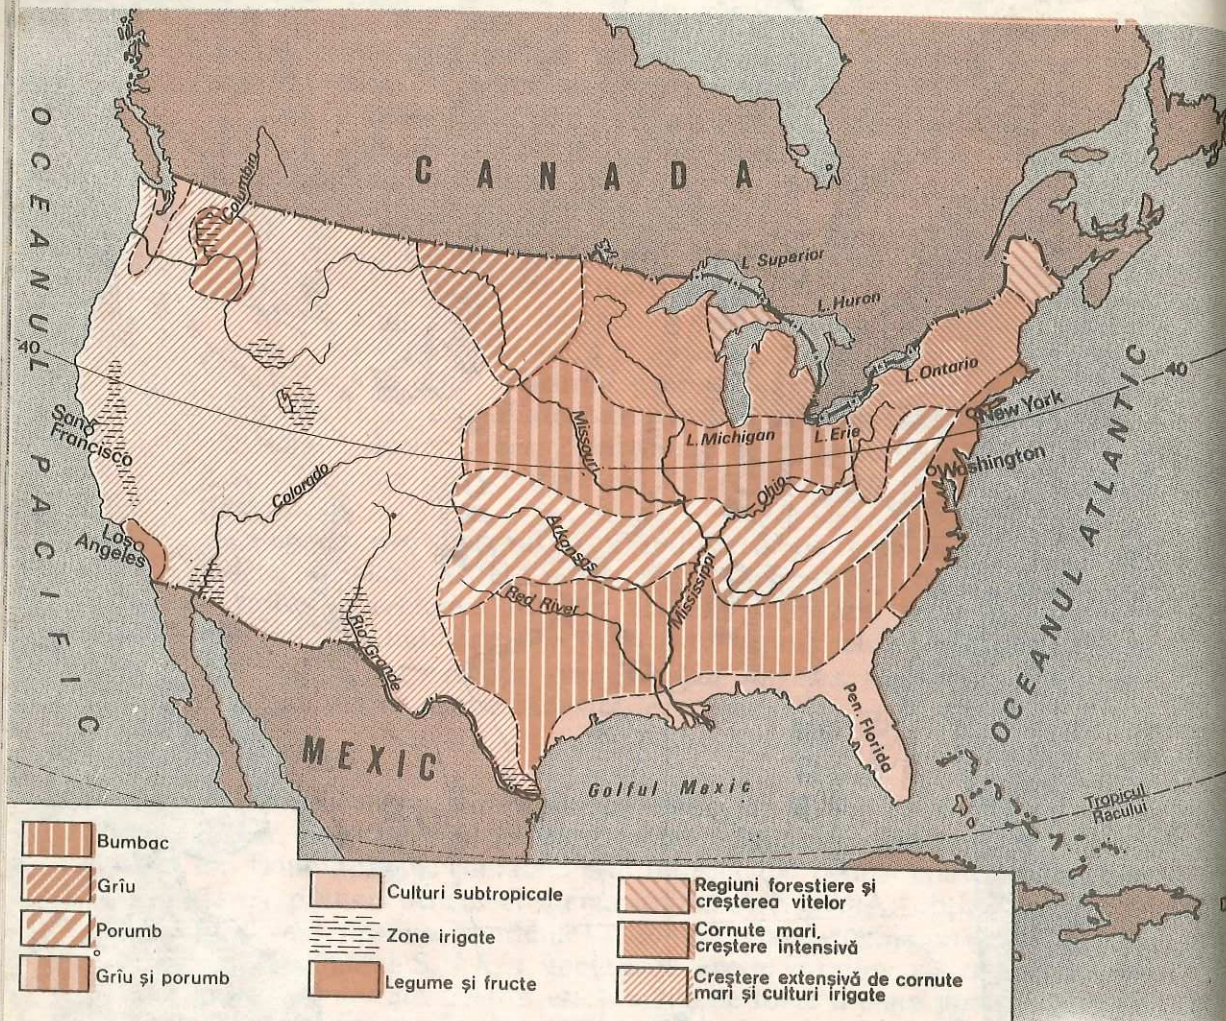 OCEANUL PACIFIC
CANADA
Columbia
L. Superior
L. Huron
L. Ontario
40
40
San
Francisco
New York
L. Michigan
L. Erie
Washington
Missouri
Ohio
Colorado
Los
Angeles
Arkansas
Mississippi
Red River
Rio Grande
OCEANUL ATLANTIC
Pen. Florida
MEXIC
Golful Mexic
Tropicul
Racului
Bumbac
Grîu
Porumb
Grîu și porumb
Culturi subtropicale
Zone irigate
Legume și fructe
Regiuni forestiere și
creșterea vitelor
Cornute mari,
creștere intensivă
Creștere extensivă de cornute
mari și culturi irigate